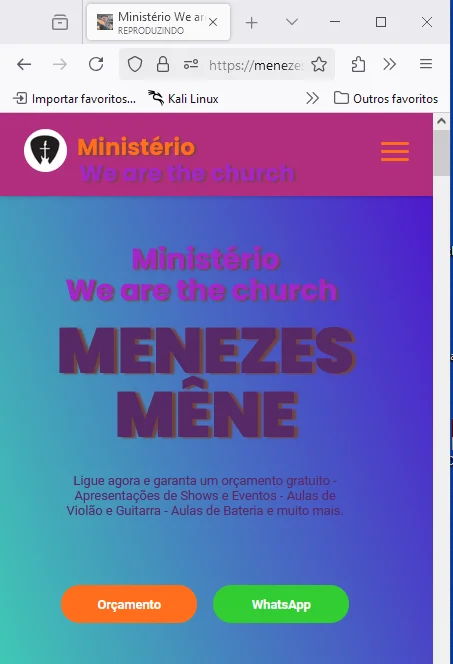 Ministério We are
REPRODUZINDO
https://menezes
Importar favoritos...
Kali Linux
Outros favoritos
Ministério
We are the church
Ministério
We are the church
MENEZES
MÊNE
Ligue agora e garanta um orçamento gratuito -
Apresentações de Shows e Eventos - Aulas de
Violão e Guitarra - Aulas de Bateria e muito mais.
Orçamento
WhatsApp